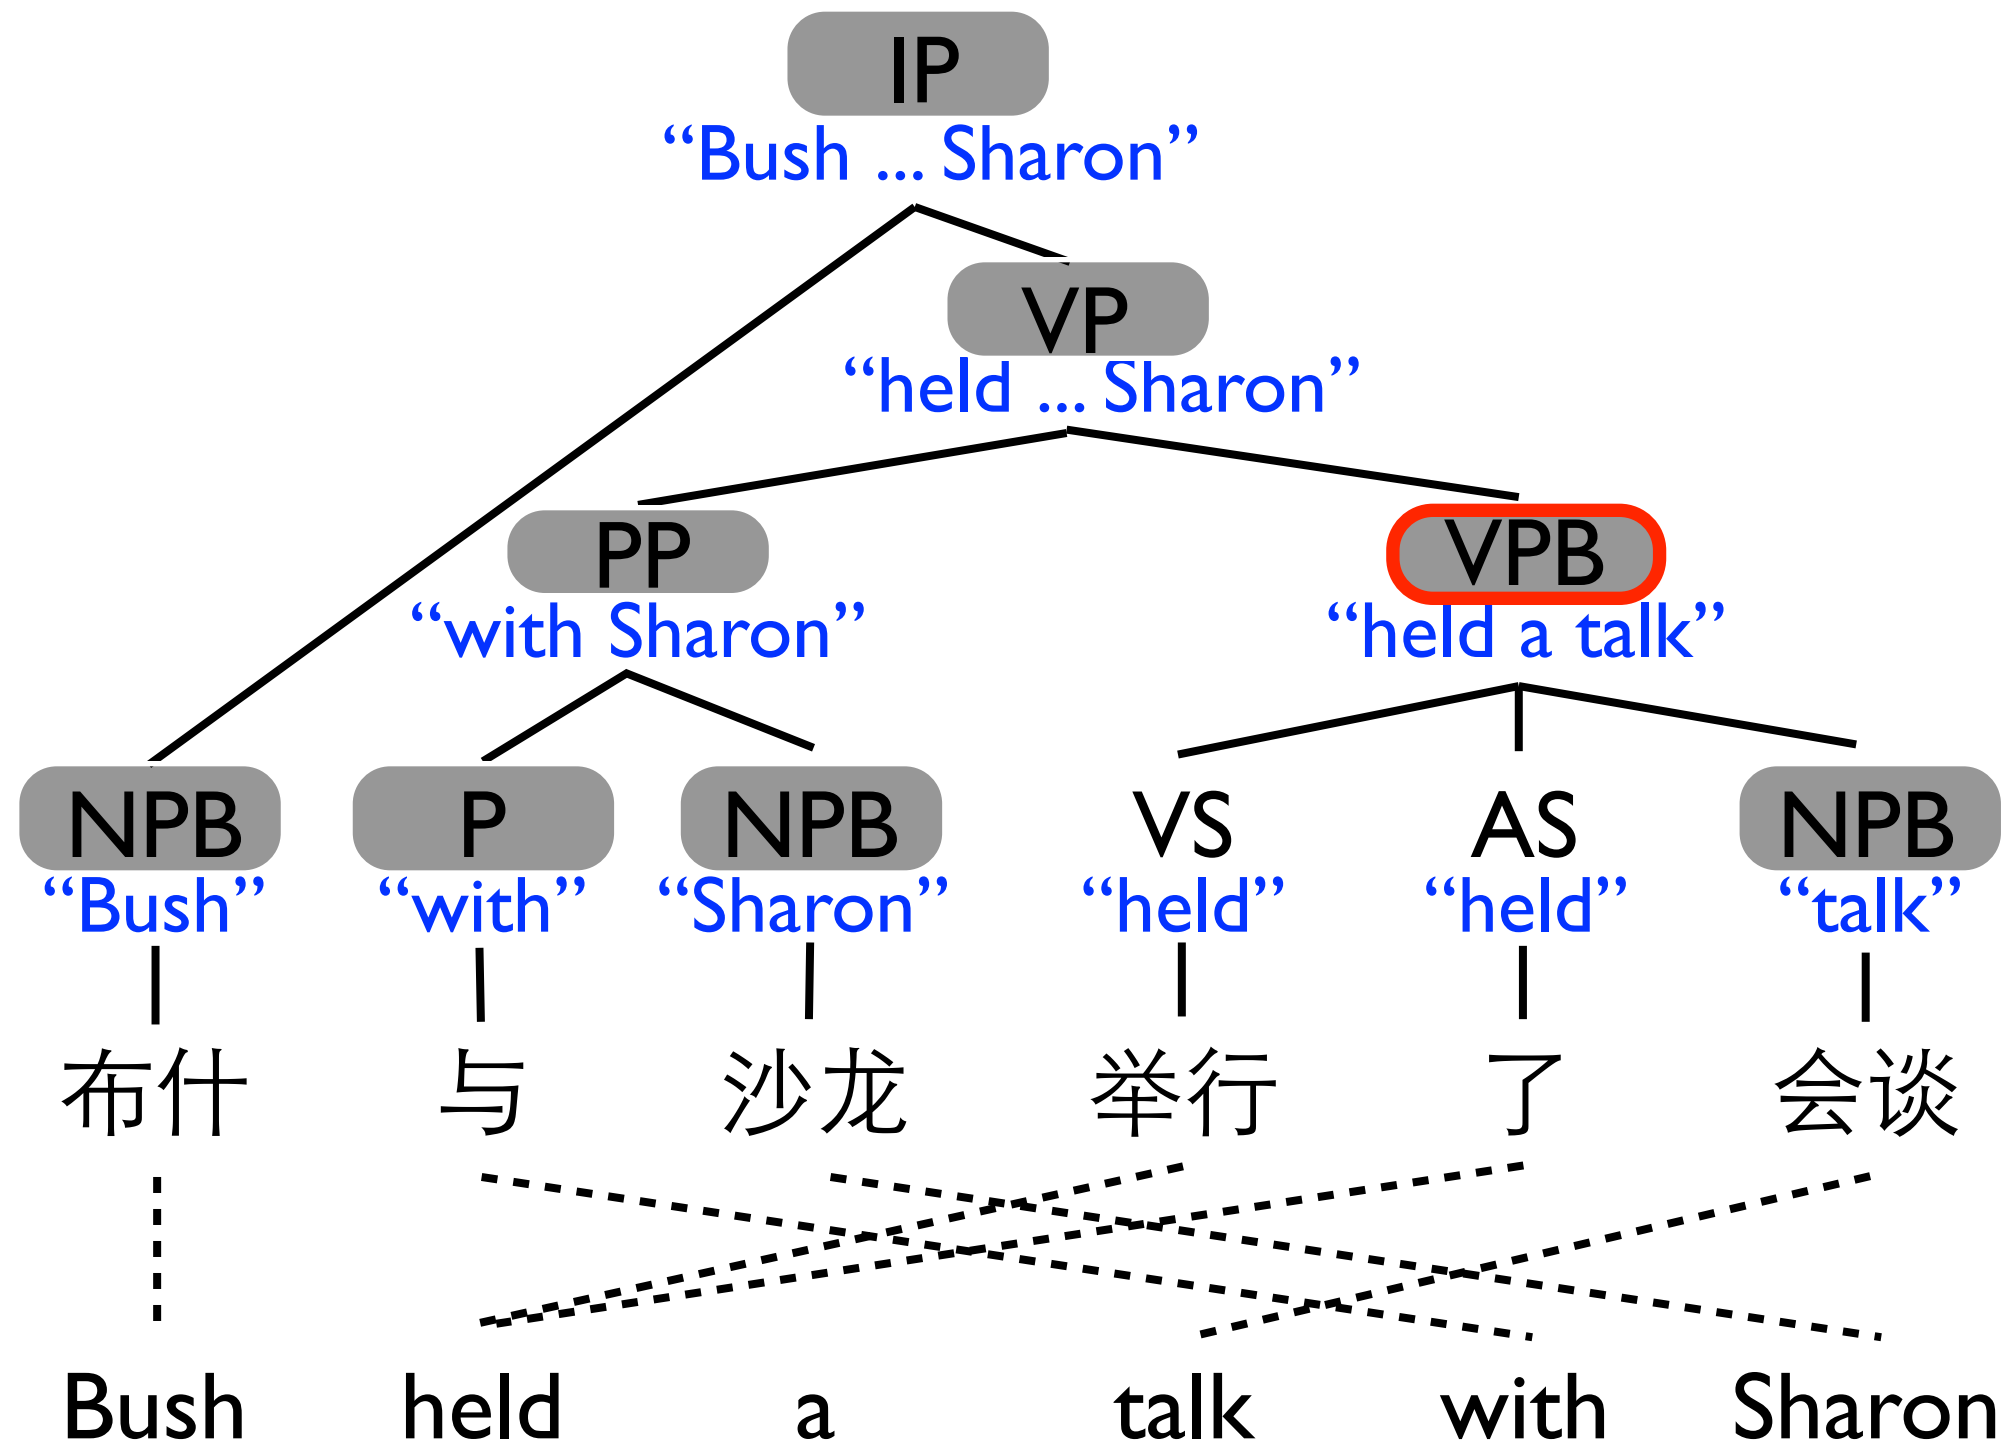 IP
“Bush ... Sharon”
VP
“held ... Sharon”
PP VPB
“with Sharon” “held a talk”
NPB P NPB VS AS NPB
“Bush” “with” “Sharon” “held” “held” “talk”
布什 与 沙龙 举行 了 会谈
Bush held a talk with Sharon